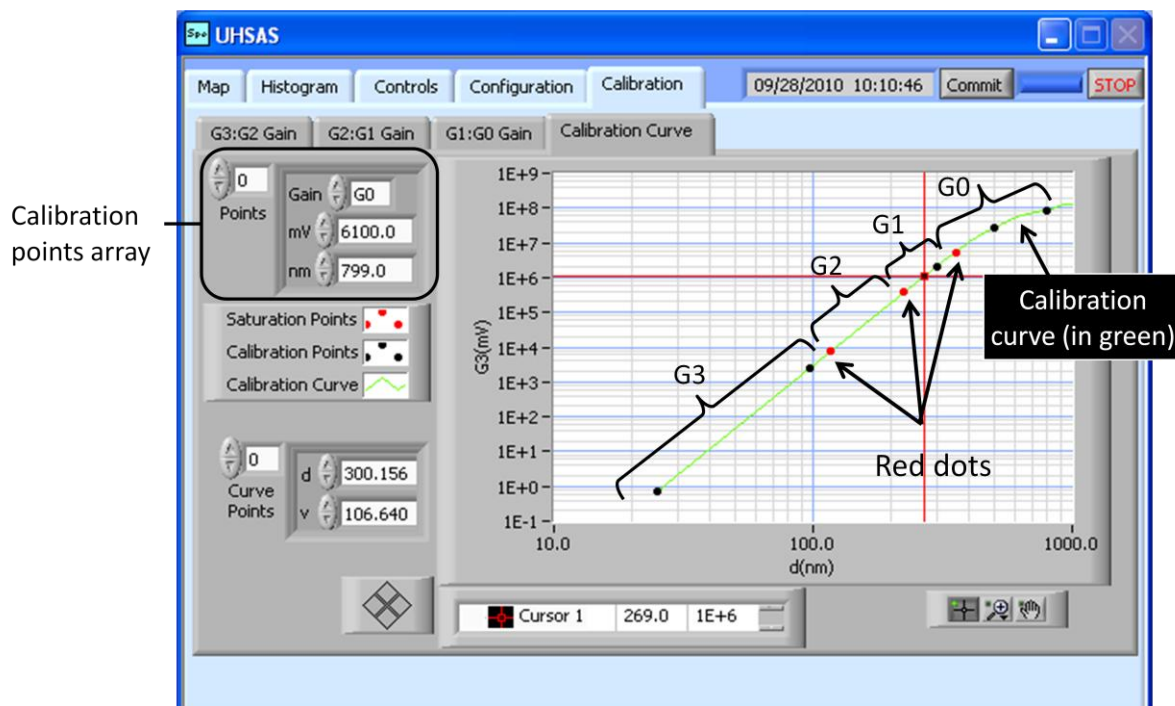 Spe UHSAS
Map Histogram Controls Configuration Calibration 09/28/2010 10:10:46 Commit STOP
G3:G2 Gain G2:G1 Gain G1:G0 Gain Calibration Curve
Calibration
points array
0
Points
Gain G0
mV 6100.0
nm 799.0
Saturation Points
Calibration Points
Calibration Curve
0
Curve
Points
d 300.156
v 106.640
G3(mV)
1E+9
1E+8
1E+7
1E+6
1E+5
1E+4
1E+3
1E+2
1E+1
1E+0
1E-1
10.0 100.0 1000.0
d(nm)
G0
G1
G2
G3
Calibration
curve (in green)
Red dots
Cursor 1 269.0 1E+6